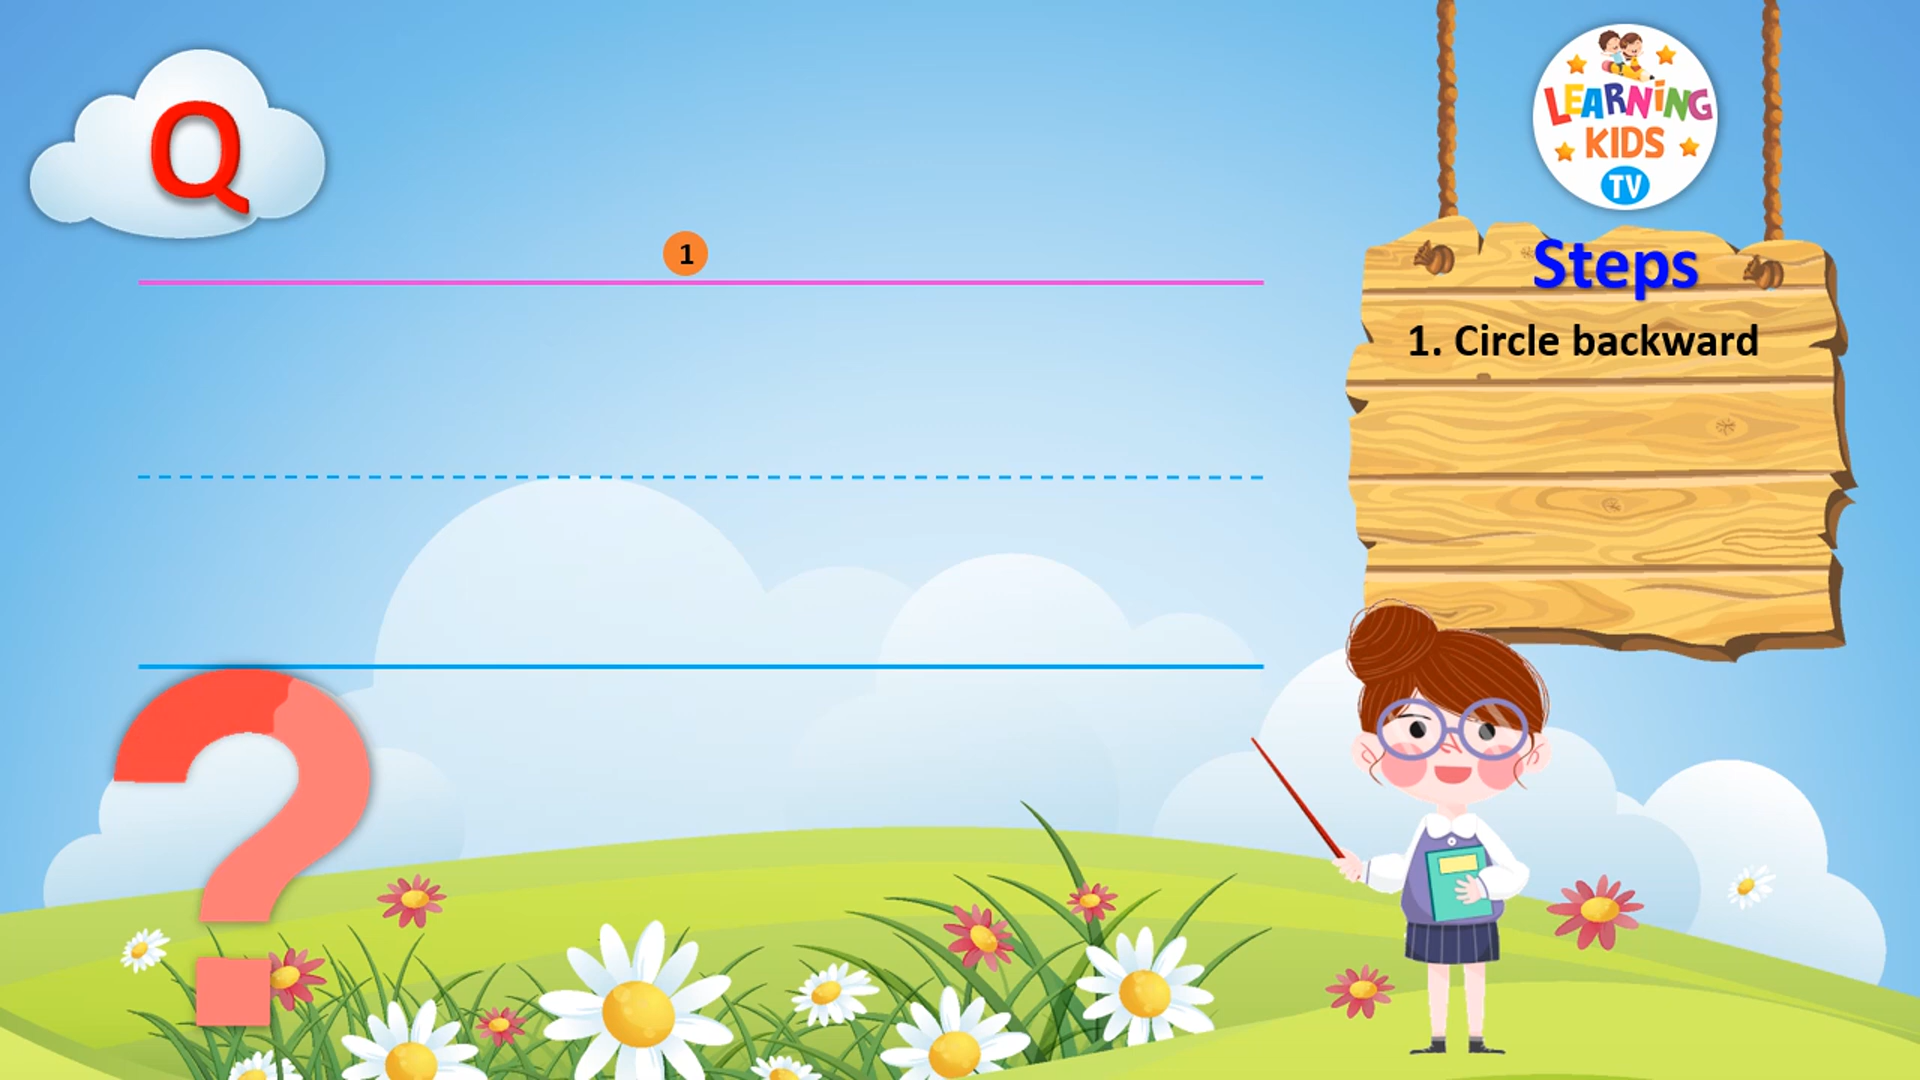 Q
1
LEARNING
KIDS
TV
Steps
1. Circle backward
?